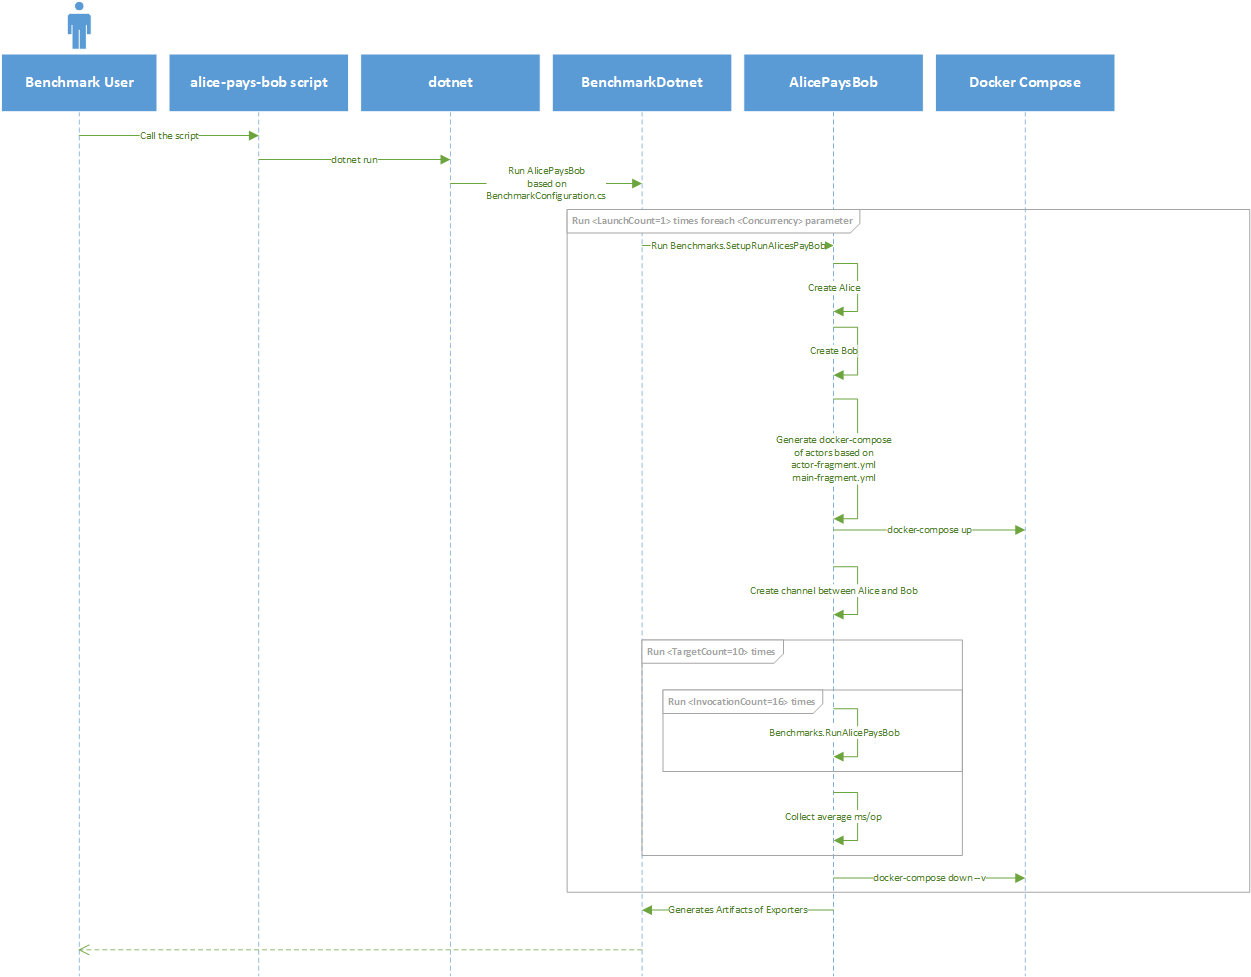 Benchmark User
alice-pays-bob script
dotnet
BenchmarkDotnet
AlicePaysBob
Docker Compose
Call the script
dotnet run
Run AlicePaysBob
based on
BenchmarkConfiguration.cs
Run <LaunchCount=1> times foreach <Concurrency> parameter
Run Benchmarks.SetupRunAlicesPayBob
Create Alice
Create Bob
Generate docker-compose
of actors based on
actor-fragment.yml
main-fragment.yml
docker-compose up
Create channel between Alice and Bob
Run <TargetCount=10> times
Run <InvocationCount=16> times
Benchmarks.RunAlicePaysBob
Collect average ms/op
docker-compose down --v
Generates Artifacts of Exporters